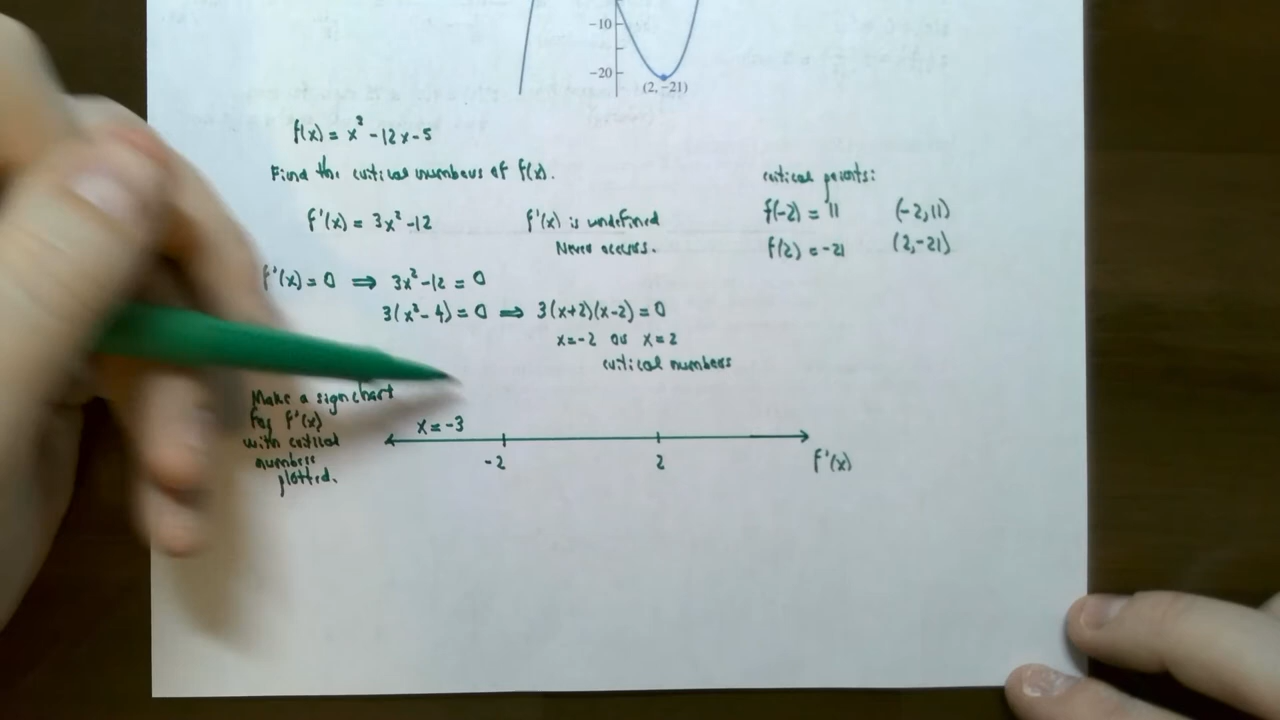 -10
-20
(2, -21)
f(x) = x² - 12x - 5
Find the critical numbers of f(x).
f'(x) = 3x² - 12
f'(x) is undefined
Never occurs.
f'(x) = 0 ⇒ 3x² - 12 = 0
3(x² - 4) = 0 ⇒ 3(x+2)(x-2) = 0
x = -2 or x = 2
critical numbers
critical points:
f(-2) = 11 (-2, 11)
f(2) = -21 (2, -21)
Make a sign chart
for f'(x)
with critical
numbers
plotted.
x = -3
-2 2 f'(x)